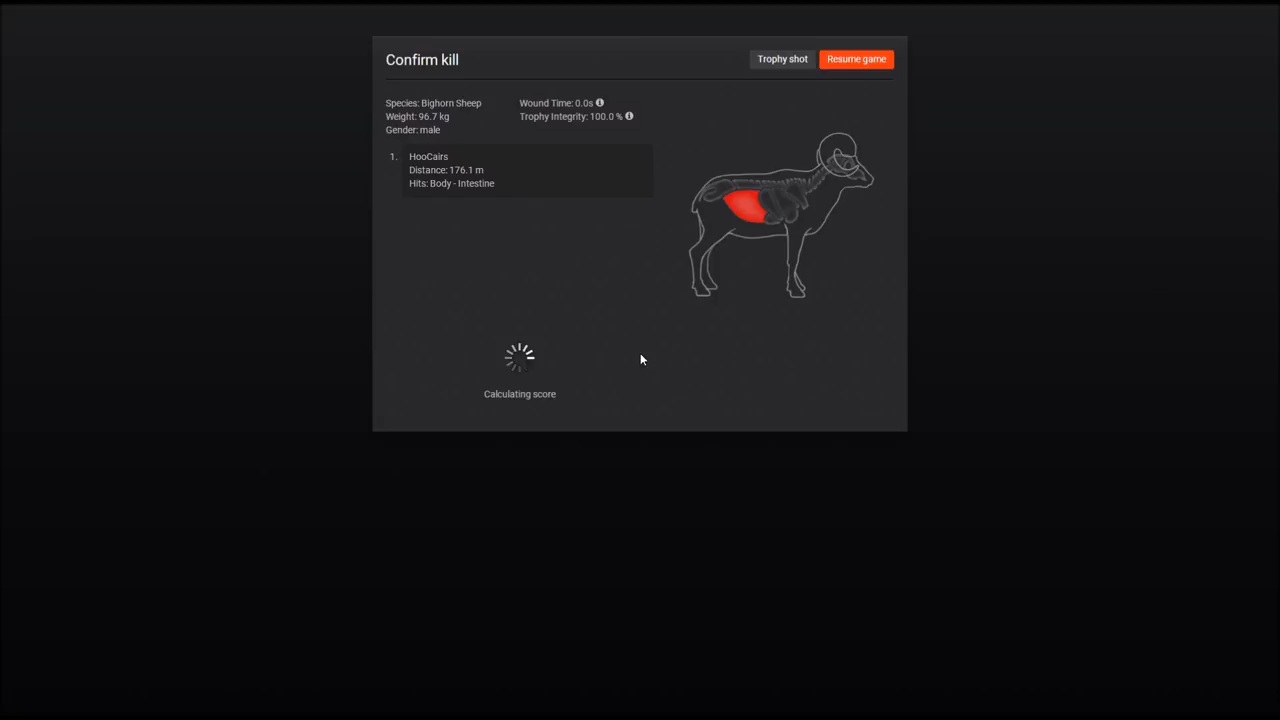 Confirm kill
Trophy shot
Resume game
Species: Bighorn Sheep
Weight: 96.7 kg
Gender: male
Wound Time: 0.0s
Trophy Integrity: 100.0 %
1.
HooCairs
Distance: 176.1 m
Hits: Body - Intestine
Calculating score